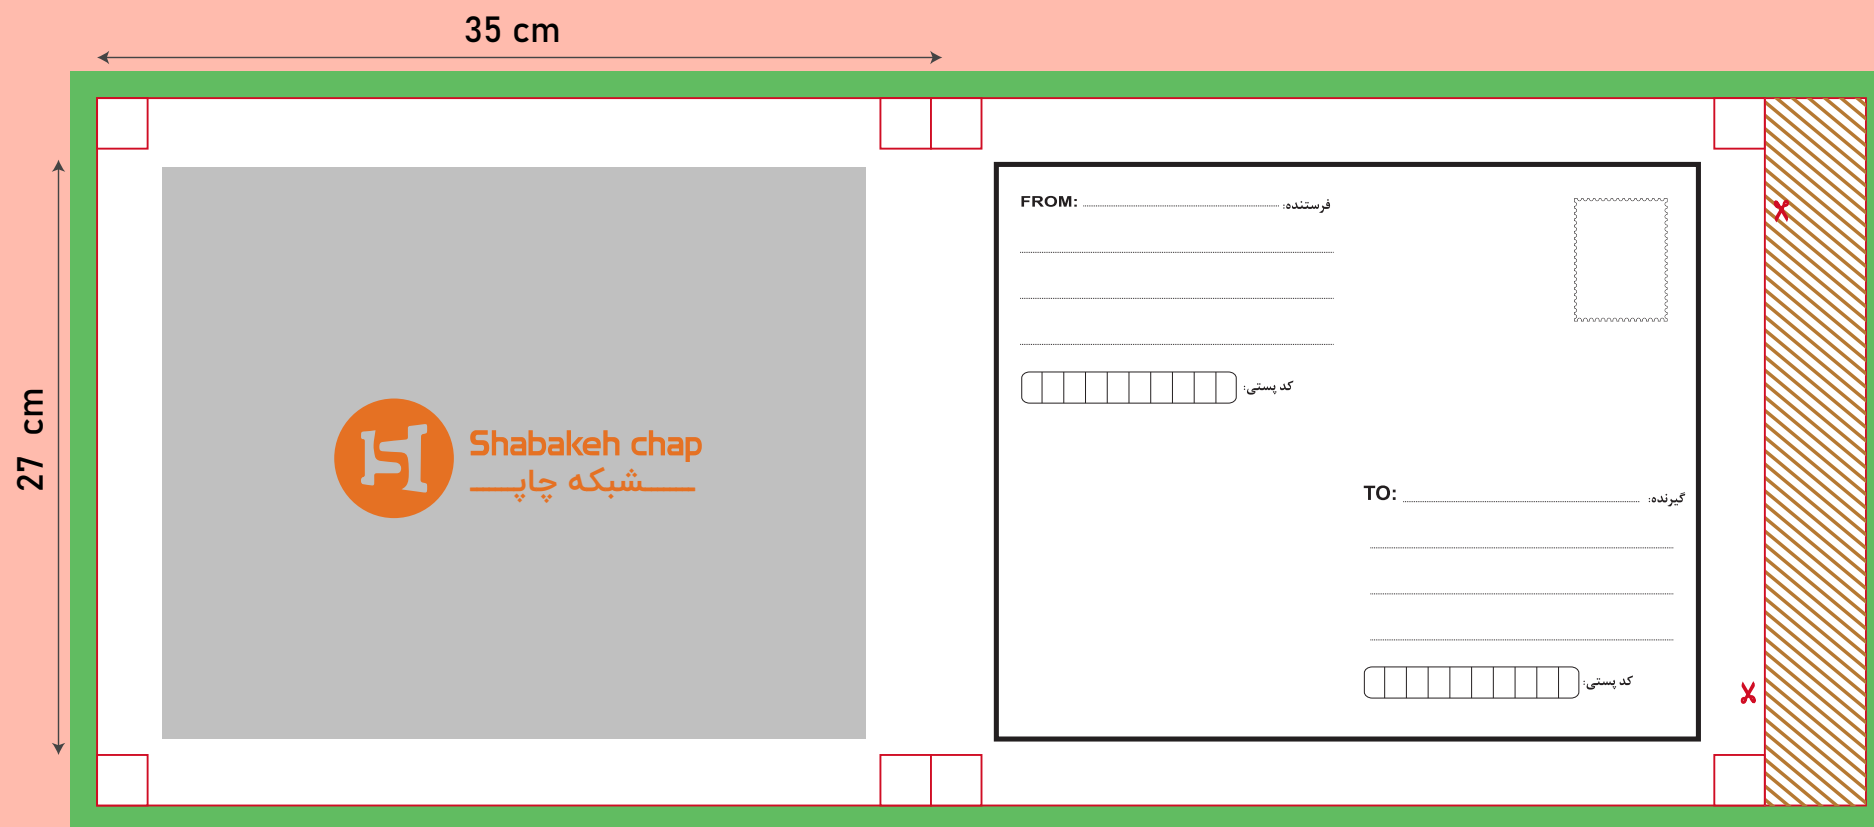 35 cm
27 cm
Shabakeh chap
شبکه چاپ
FROM: فرستنده:
کد پستی:
TO: گیرنده:
کد پستی: